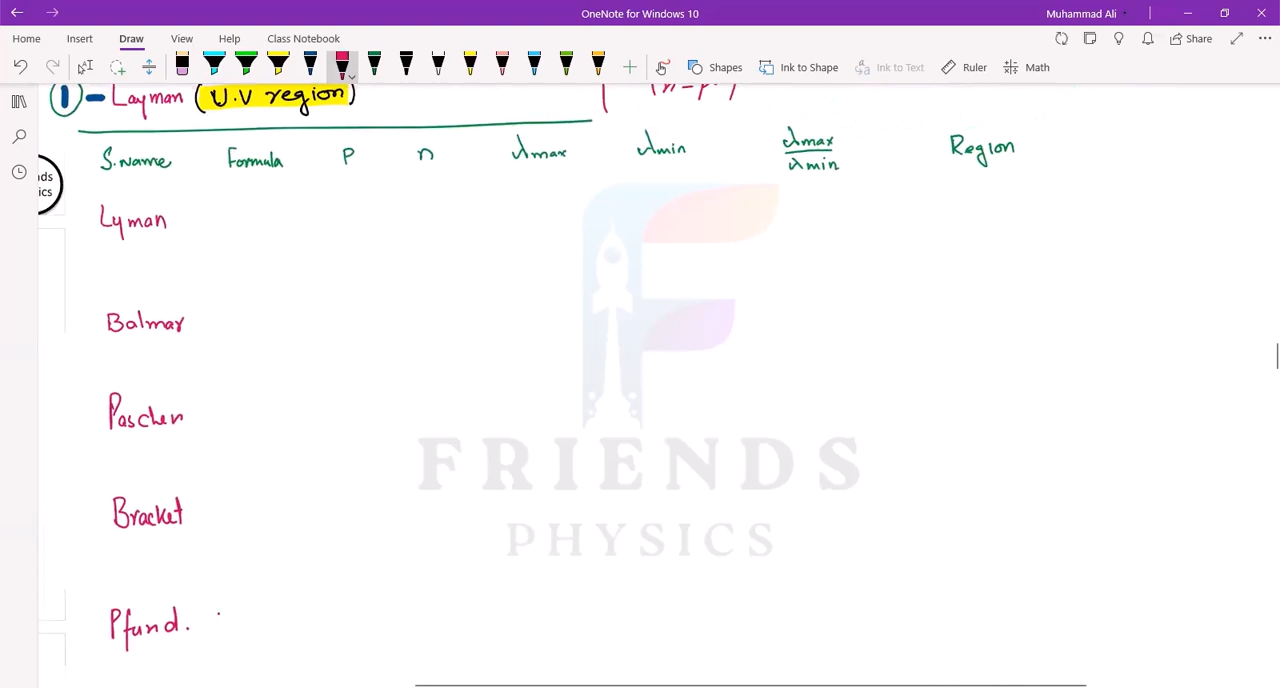 OneNote for Windows 10
Muhammad Ali
Home Insert Draw View Help Class Notebook
Share
Shapes Ink to Shape Ink to Text Ruler Math
1 - Layman (U.V region)
S.Name Formula P n λmax λmin λmax/λmin Region
nds
ics
Lyman
Balmar
Paschen
Bracket
Pfund.
FRIENDS
PHYSICS